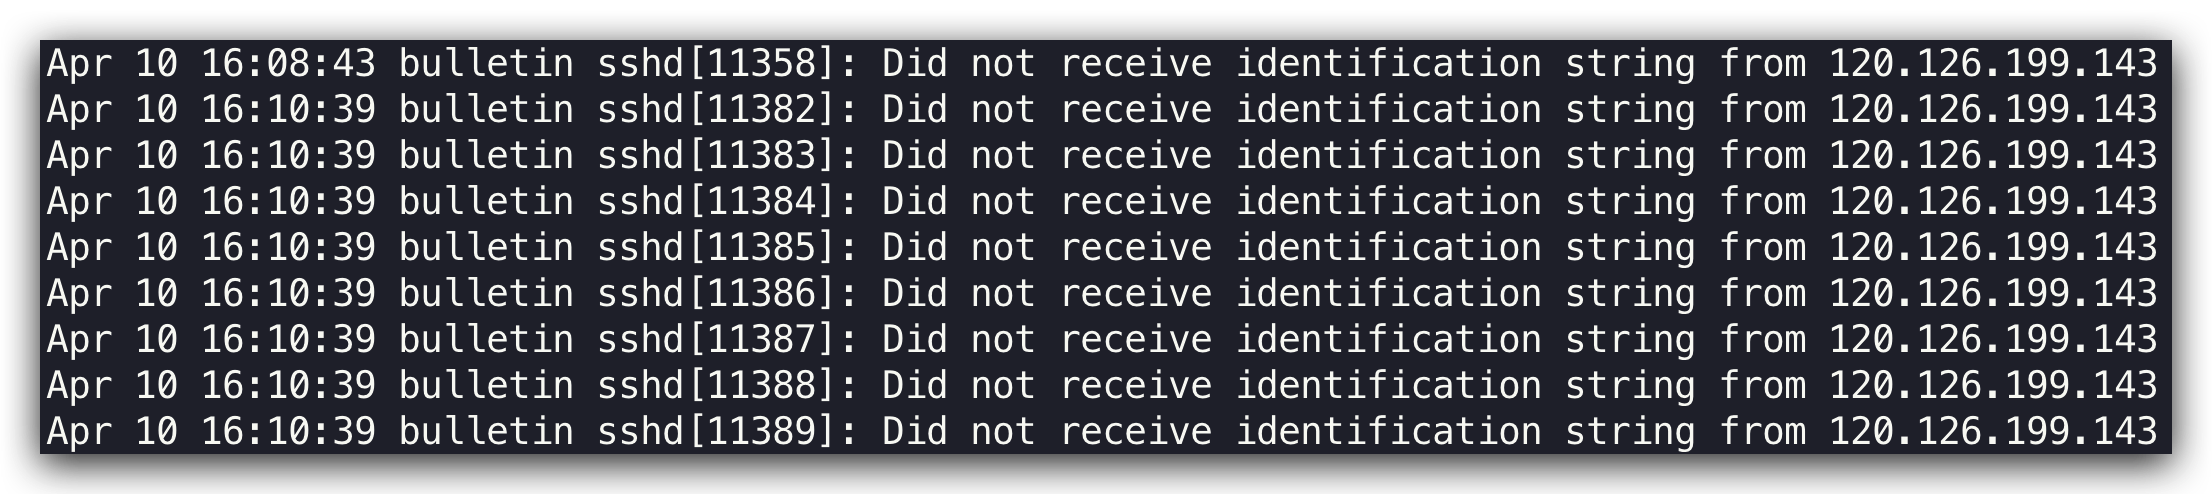 Apr 10 16:08:43 bulletin sshd[11358]: Did not receive identification string from 120.126.199.143
Apr 10 16:10:39 bulletin sshd[11382]: Did not receive identification string from 120.126.199.143
Apr 10 16:10:39 bulletin sshd[11383]: Did not receive identification string from 120.126.199.143
Apr 10 16:10:39 bulletin sshd[11384]: Did not receive identification string from 120.126.199.143
Apr 10 16:10:39 bulletin sshd[11385]: Did not receive identification string from 120.126.199.143
Apr 10 16:10:39 bulletin sshd[11386]: Did not receive identification string from 120.126.199.143
Apr 10 16:10:39 bulletin sshd[11387]: Did not receive identification string from 120.126.199.143
Apr 10 16:10:39 bulletin sshd[11388]: Did not receive identification string from 120.126.199.143
Apr 10 16:10:39 bulletin sshd[11389]: Did not receive identification string from 120.126.199.143